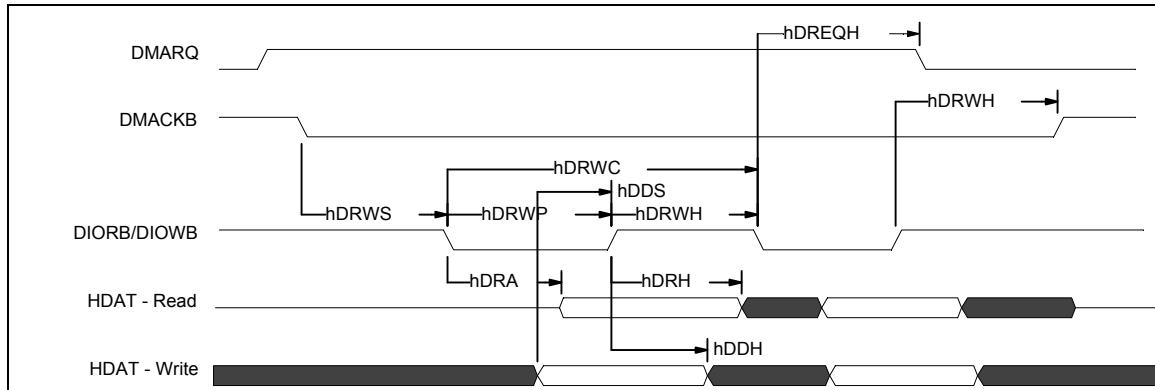 hDREQH
DMARQ
hDRWH
DMACKB
hDRWC
hDDS
hDRWS hDRWP hDRWH
DIORB/DIOWB
hDRA hDRH
HDAT - Read
hDDH
HDAT - Write